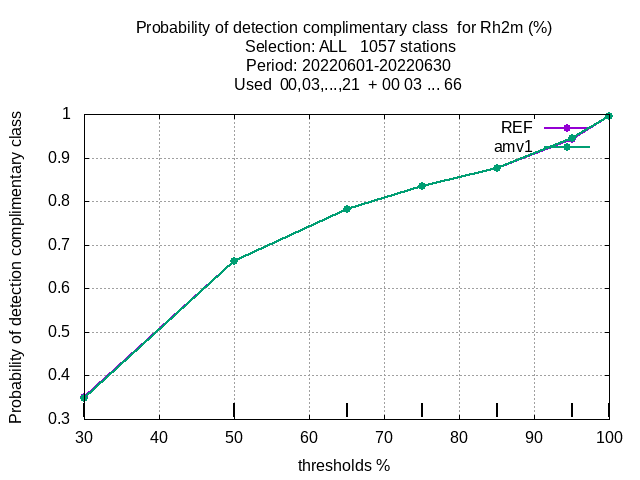 Probability of detection complimentary class  for Rh2m (%)
Selection: ALL   1057 stations
Period: 20220601-20220630
Used  00,03,...,21  + 00 03 ... 66
Probability of detection complimentary class
1
0.9
0.8
0.7
0.6
0.5
0.4
0.3
REF
amv1
30 40 50 60 70 80 90 100
thresholds %